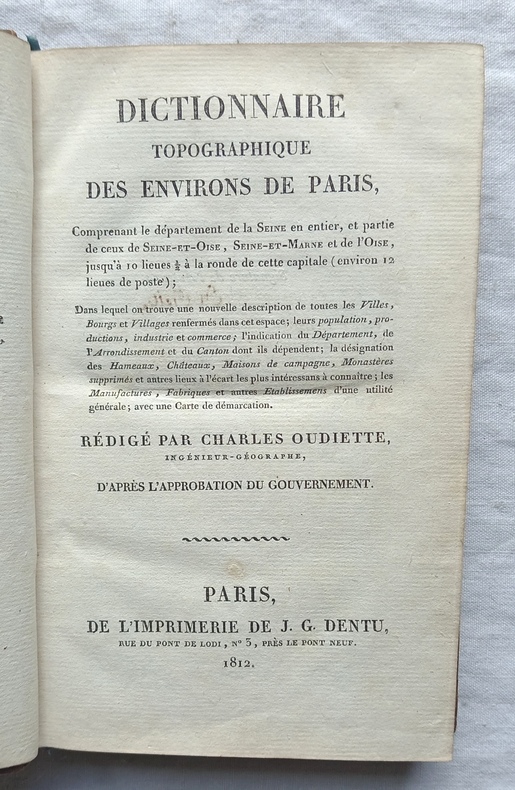 DICTIONNAIRE
TOPOGRAPHIQUE
DES ENVIRONS DE PARIS,
Comprenant le département de la SEINE en entier, et partie
de ceux de SEINE-ET-OISE, SEINE-ET-MARNE et de l'OISE,
jusqu'à 10 lieues ½ à la ronde de cette capitale (environ 12
lieues de poste);
Dans lequel on trouve une nouvelle description de toutes les Villes,
Bourgs et Villages renfermés dans cet espace; leurs population, pro-
ductions, industrie et commerce; l'indication du Département, de
l'Arrondissement et du Canton dont ils dépendent; la désignation
des Hameaux, Châteaux, Maisons de campagne, Monastères
supprimés et autres lieux à l'écart les plus intéressans à connaître; les
Manufactures, Fabriques et autres Etablissemens d'une utilité
générale; avec une Carte de démarcation.
RÉDIGÉ PAR CHARLES OUDIETTE,
INGÉNIEUR-GÉOGRAPHE,
D'APRÈS L'APPROBATION DU GOUVERNEMENT.
PARIS,
DE L'IMPRIMERIE DE J. G. DENTU,
RUE DU PONT DE LODI, Nº 3, PRÈS LE PONT NEUF.
1812.